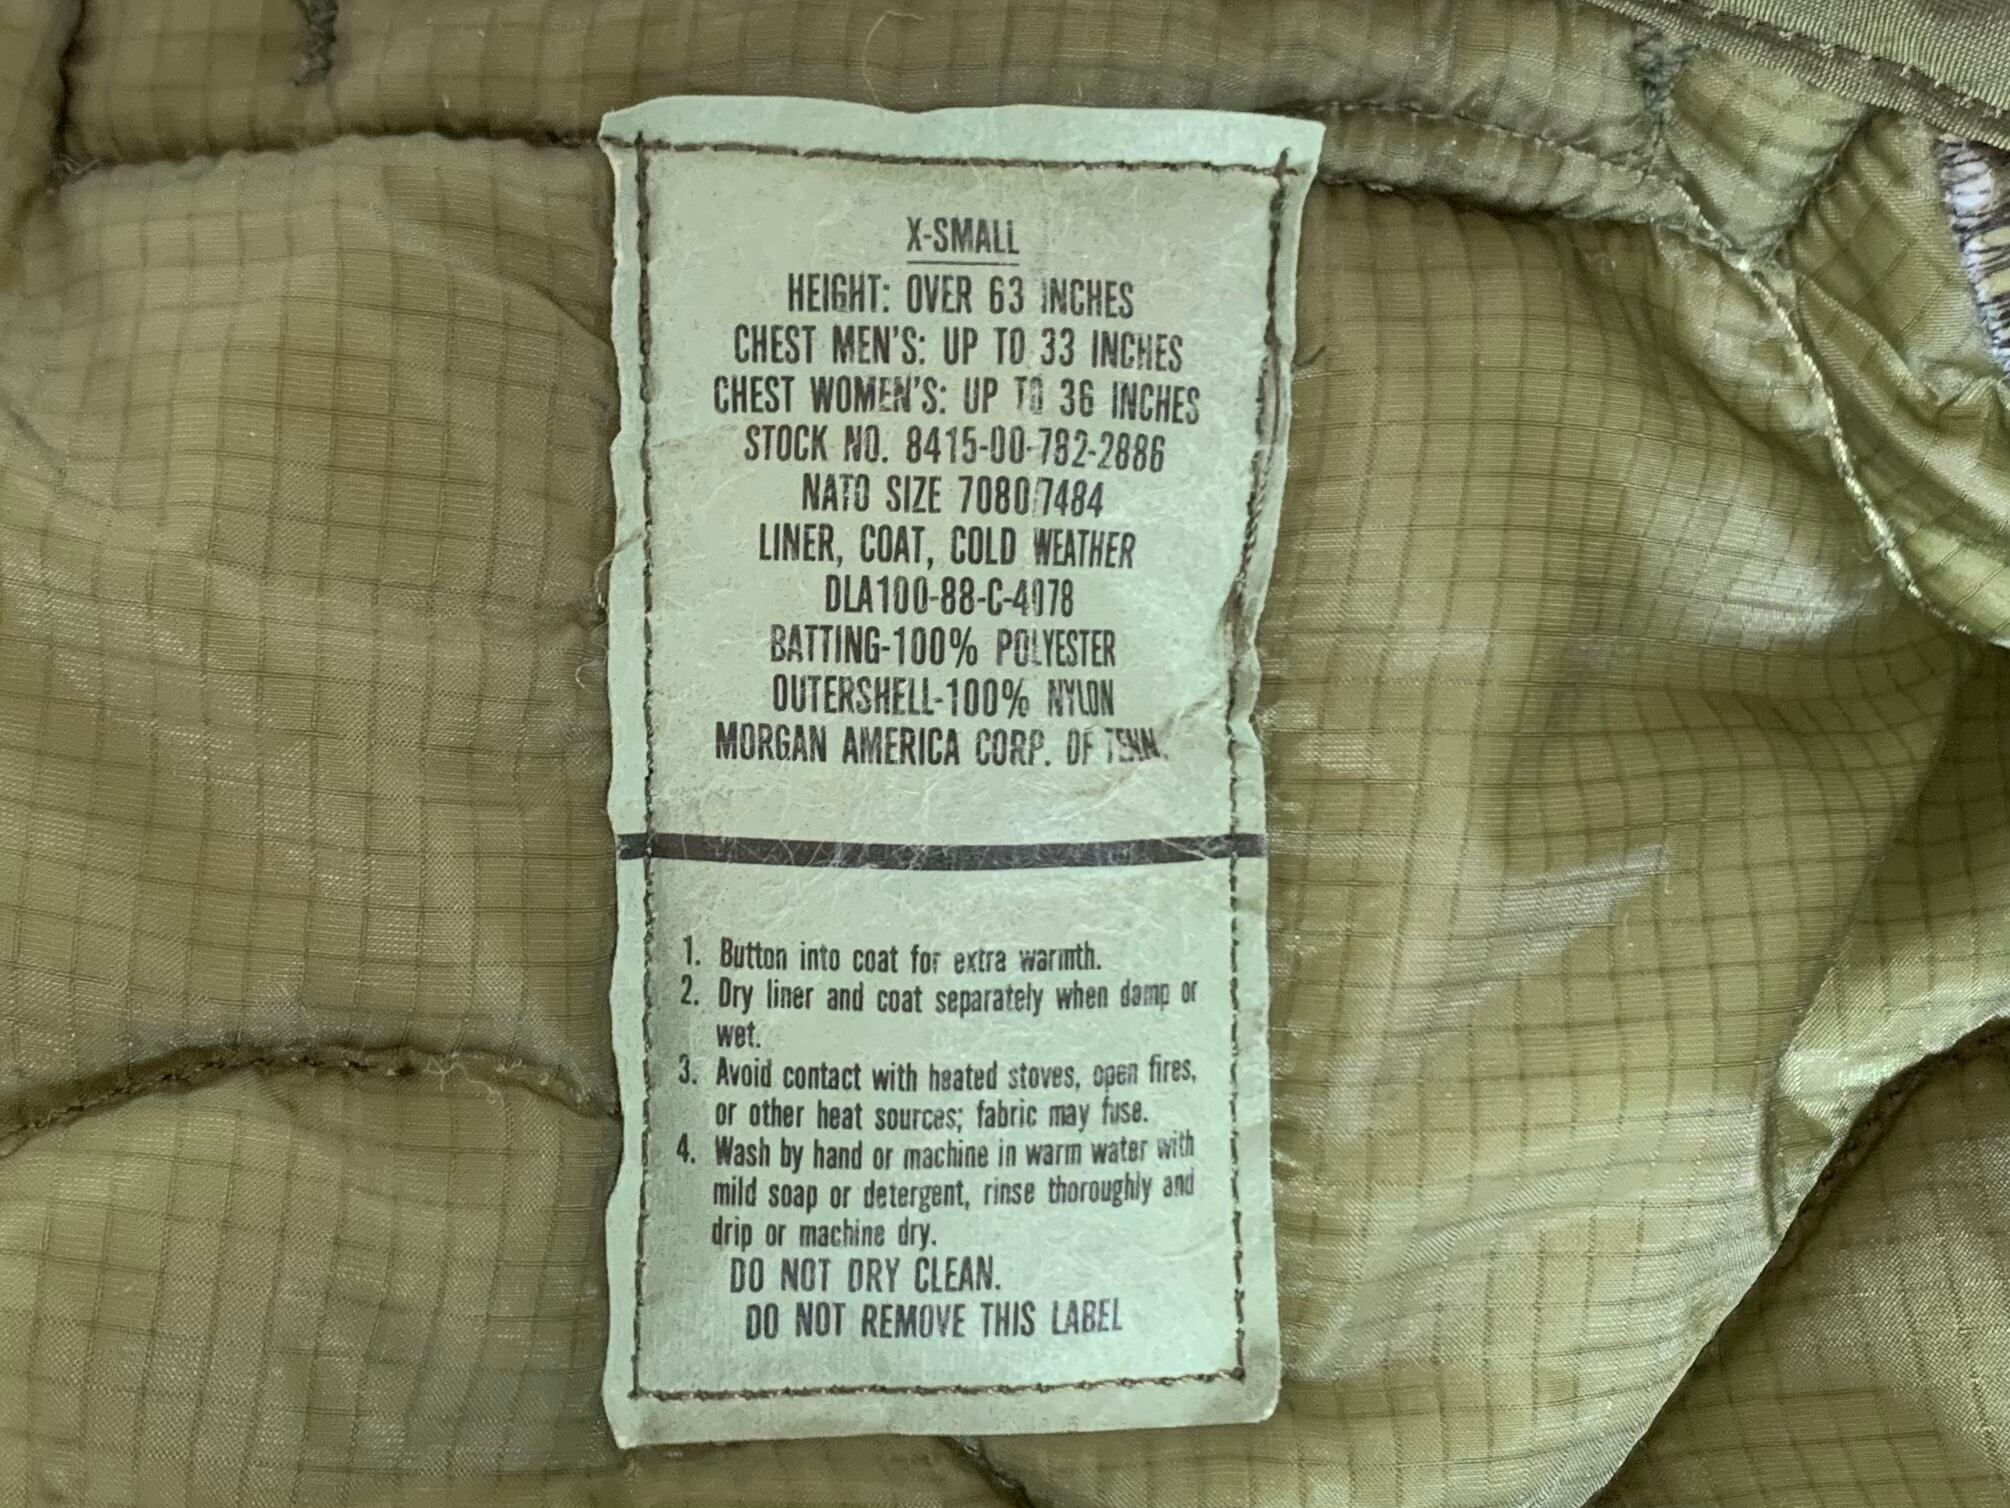 X-SMALL
HEIGHT: OVER 63 INCHES
CHEST MEN'S: UP TO 33 INCHES
CHEST WOMEN'S: UP TO 36 INCHES
STOCK NO. 8415-00-782-2886
NATO SIZE 7080/7484
LINER, COAT, COLD WEATHER
DLA100-88-C-4078
BATTING-100% POLYESTER
OUTERSHELL-100% NYLON
MORGAN AMERICA CORP. OF TENN.
1. Button into coat for extra warmth.
2. Dry liner and coat separately when damp or
wet.
3. Avoid contact with heated stoves, open fires,
or other heat sources; fabric may fuse.
4. Wash by hand or machine in warm water with
mild soap or detergent, rinse thoroughly and
drip or machine dry.
DO NOT DRY CLEAN.
DO NOT REMOVE THIS LABEL